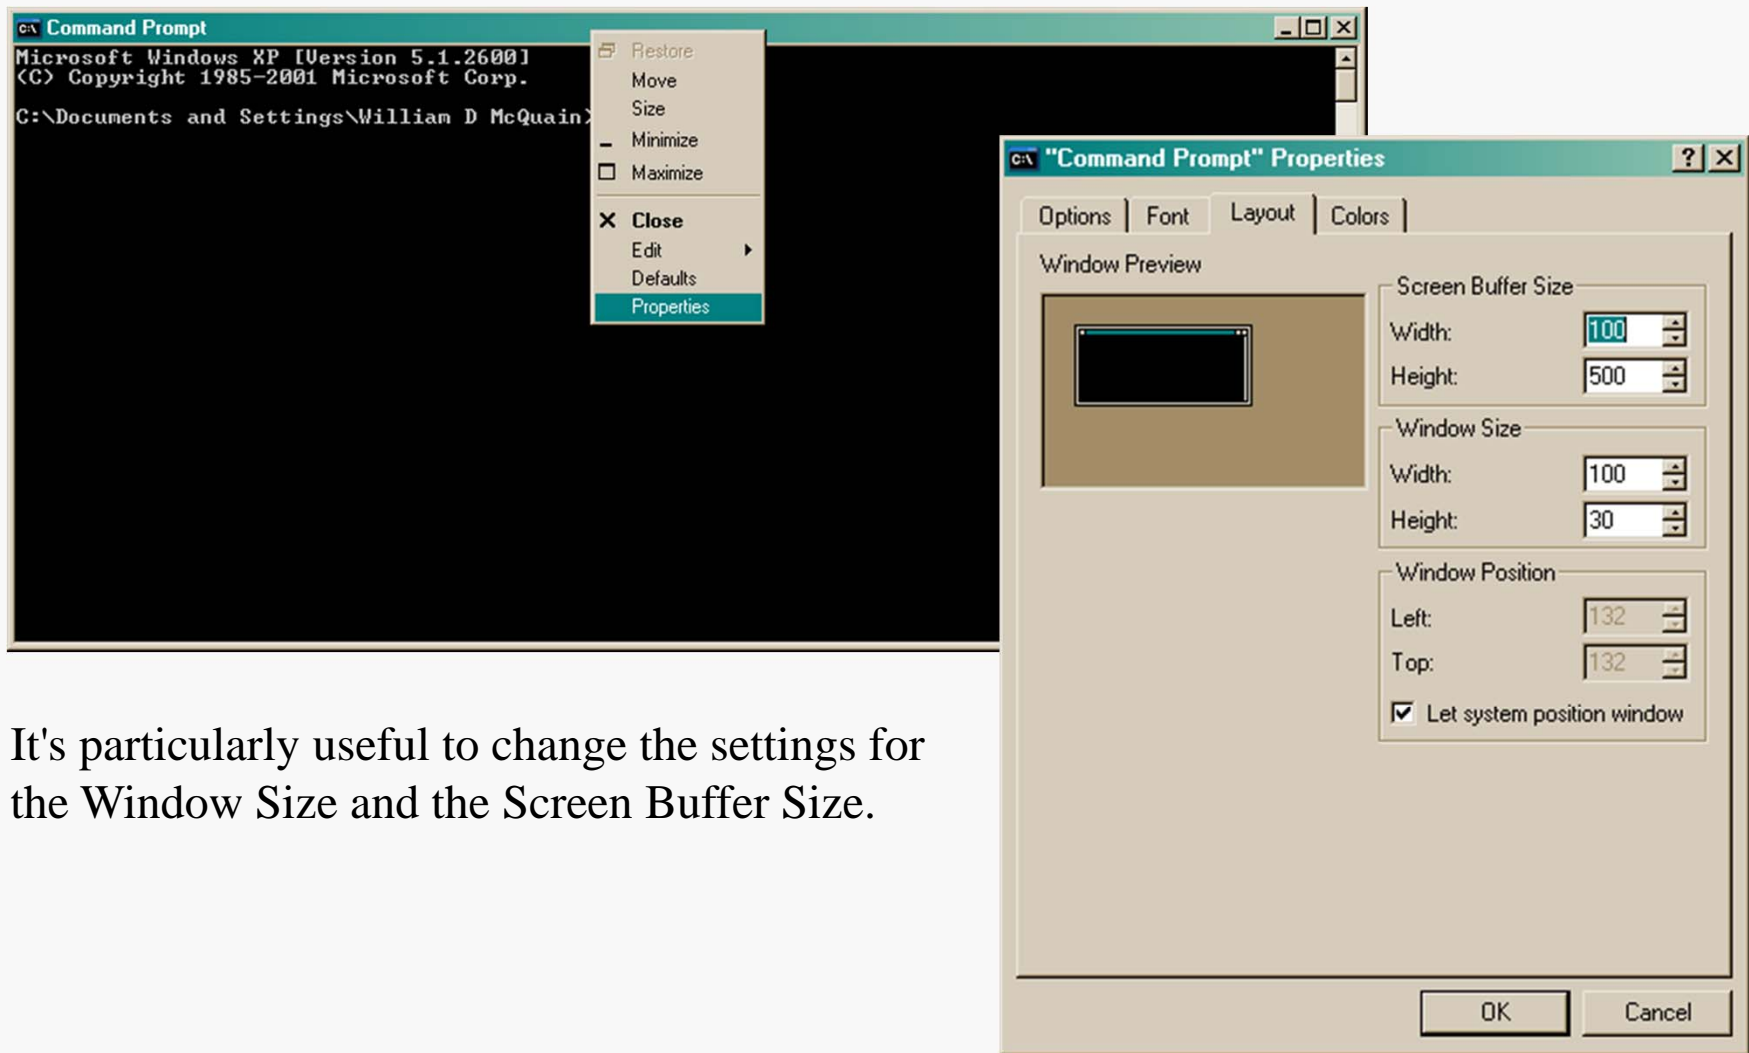 Command Prompt
Microsoft Windows XP [Version 5.1.2600]
(C) Copyright 1985-2001 Microsoft Corp.
C:\Documents and Settings\William D McQuain>
Restore
Move
Size
Minimize
Maximize
Close
Edit
Defaults
Properties
"Command Prompt" Properties
Options Font Layout Colors
Window Preview
Screen Buffer Size
Width: 100
Height: 500
Window Size
Width: 100
Height: 30
Window Position
Left: 132
Top: 132
Let system position window
OK Cancel
It's particularly useful to change the settings for
the Window Size and the Screen Buffer Size.